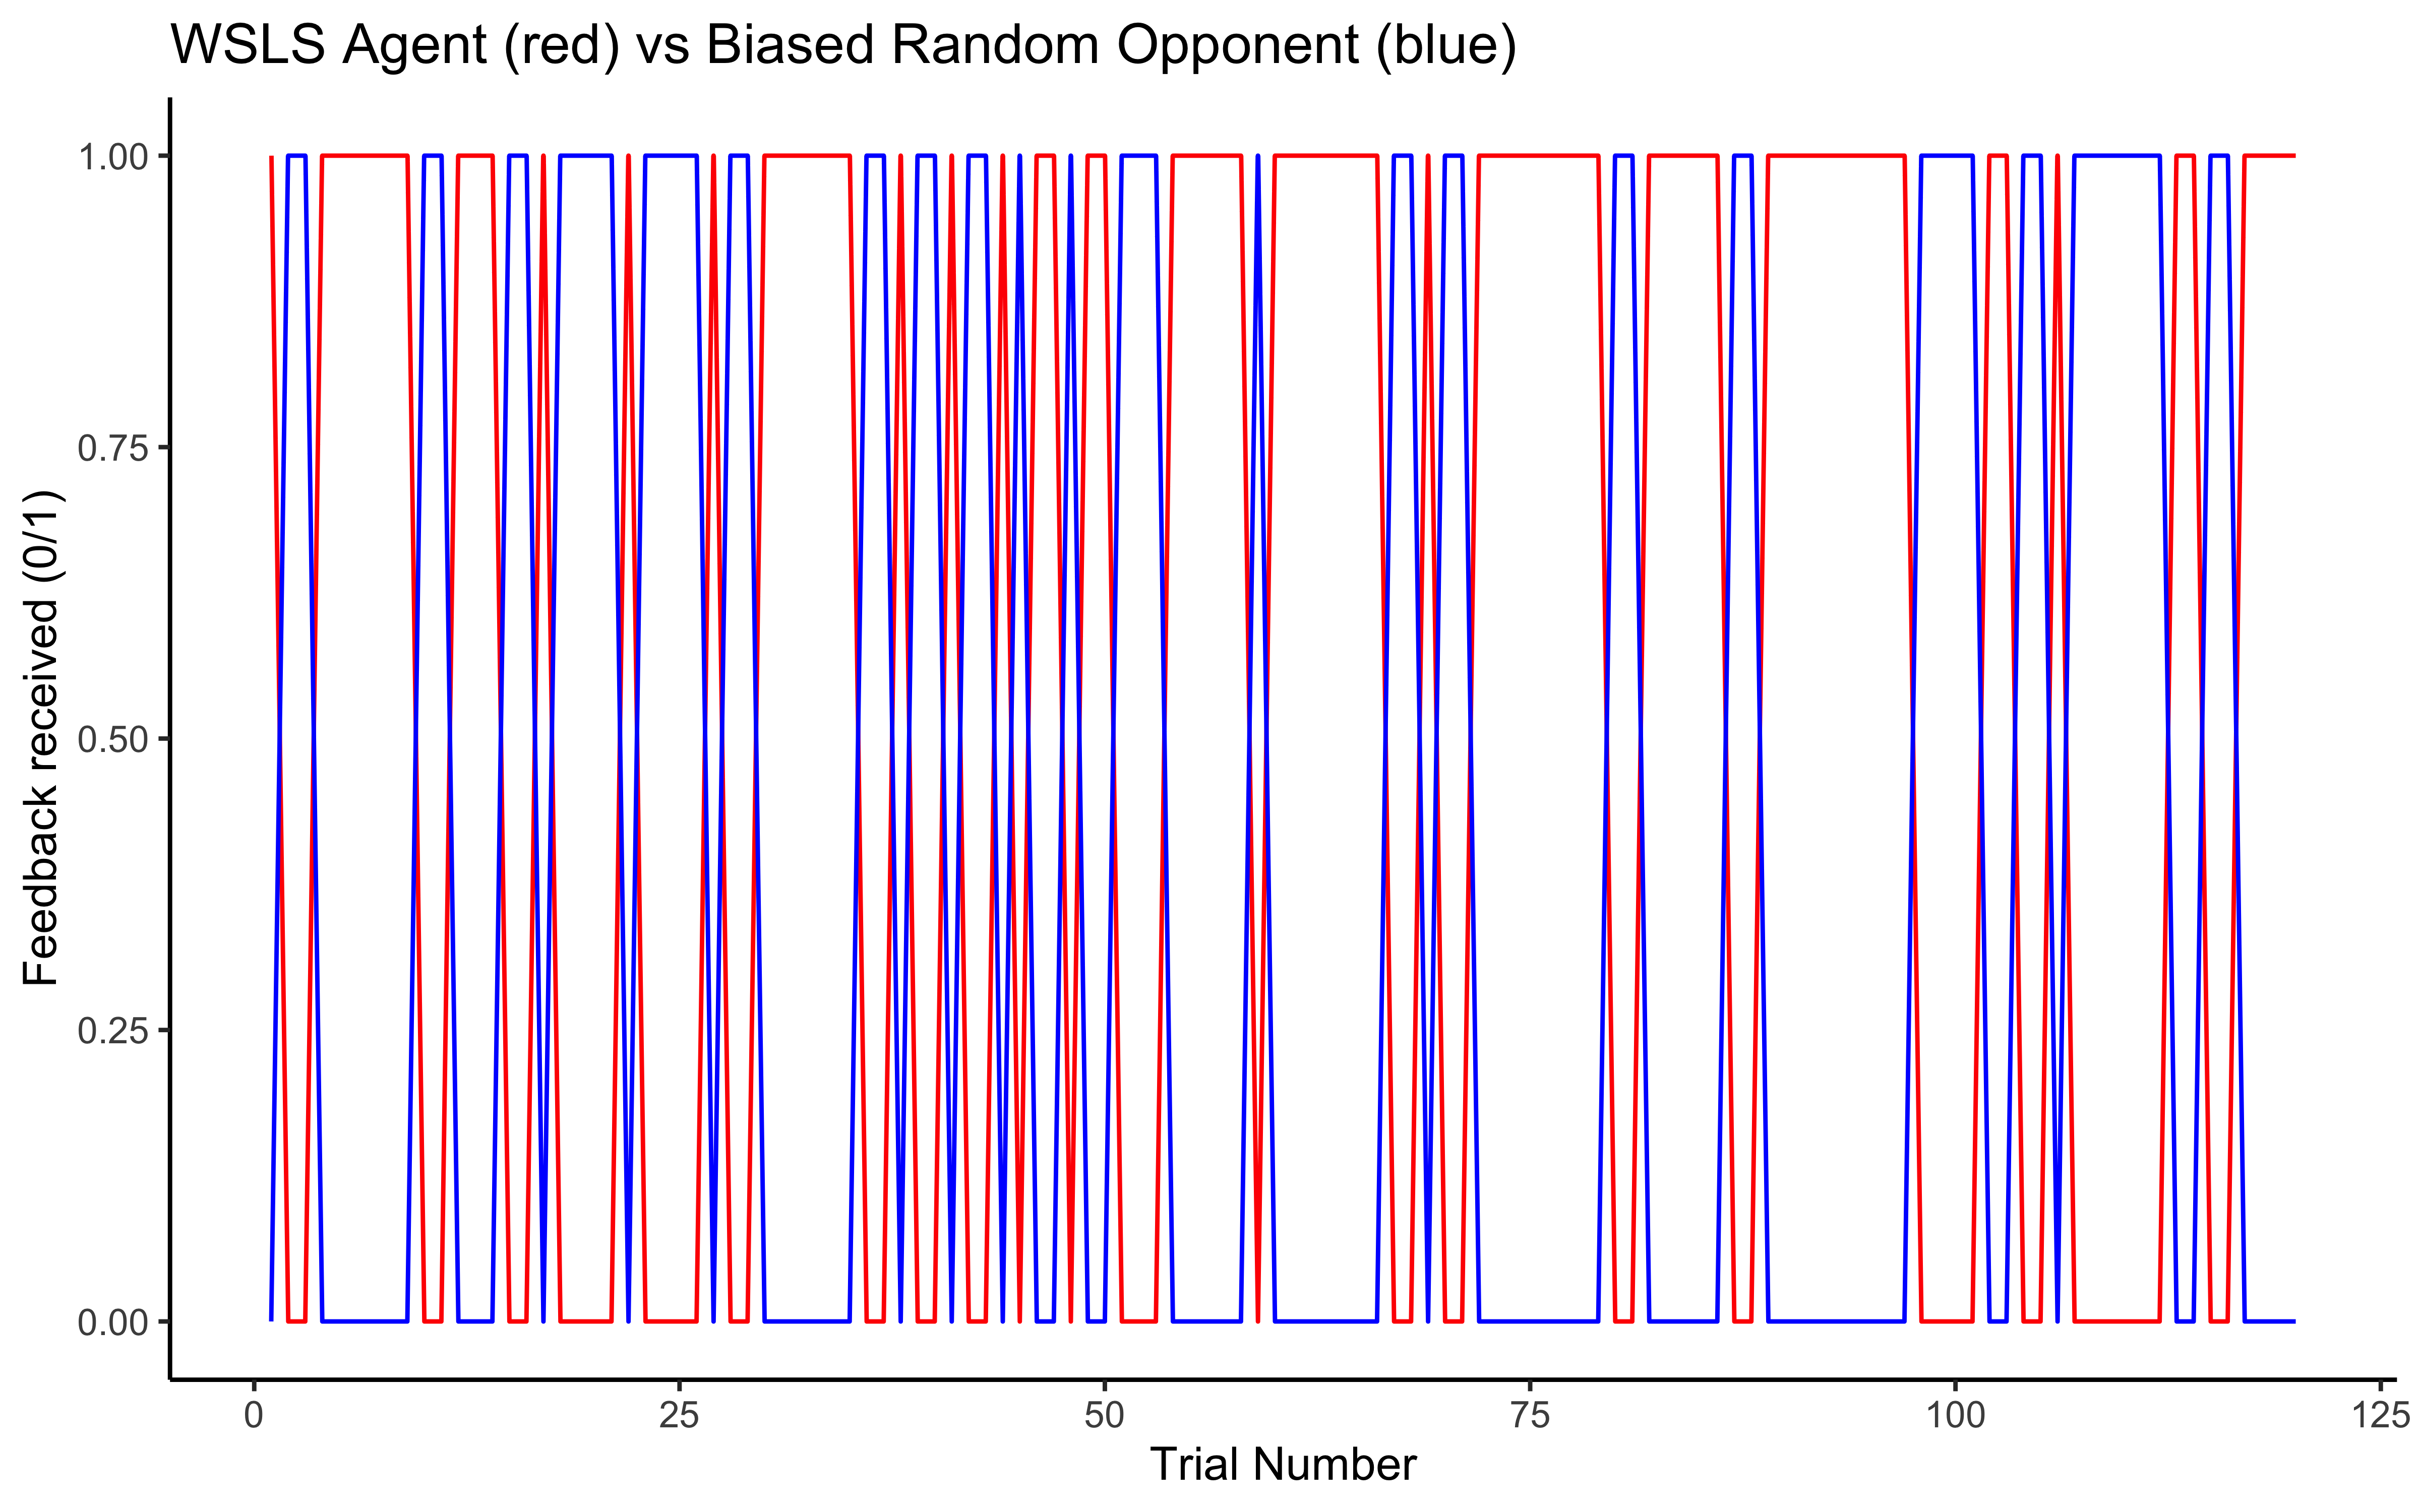 WSLS Agent (red) vs Biased Random Opponent (blue)
Feedback received (0/1)
1.00
0.75
0.50
0.25
0.00
0 25 50 75 100 125
Trial Number